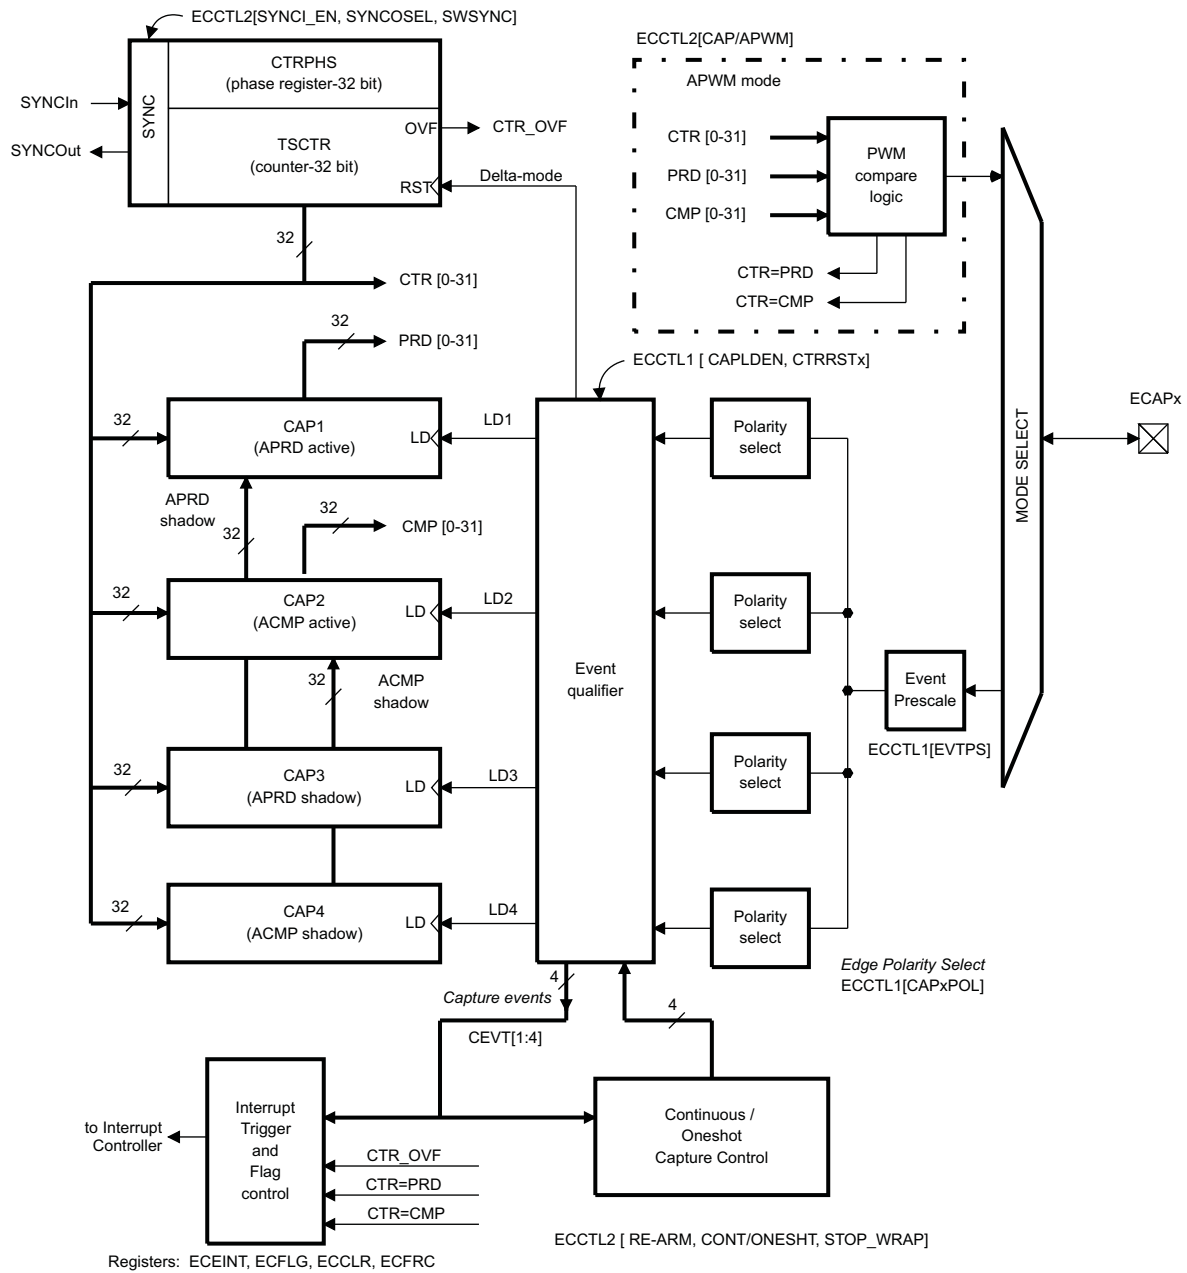 ECCTL2[SYNCI_EN, SYNCOSEL, SWSYNC]
ECCTL2[CAP/APWM]
CTRPHS
(phase register-32 bit)
APWM mode
SYNCIn
SYNC
OVF
CTR_OVF
SYNCOut
TSCTR
(counter-32 bit)
RST
Delta-mode
CTR [0-31]
PRD [0-31]
CMP [0-31]
PWM
compare
logic
CTR=PRD
CTR=CMP
32
CTR [0-31]
32
PRD [0-31]
ECCTL1 [ CAPLDEN, CTRRSTx]
32
CAP1
(APRD active)
LD
LD1
Polarity
select
MODE SELECT
ECAPx
APRD
shadow
32
32
CMP [0-31]
32
CAP2
(ACMP active)
LD
LD2
Polarity
select
32
ACMP
shadow
Event
qualifier
Event
Prescale
ECCTL1[EVTPS]
32
CAP3
(APRD shadow)
LD
LD3
Polarity
select
32
CAP4
(ACMP shadow)
LD
LD4
Polarity
select
Edge Polarity Select
ECCTL1[CAPxPOL]
4
Capture events
CEVT[1:4]
4
to Interrupt
Controller
Interrupt
Trigger
and
Flag
control
CTR_OVF
CTR=PRD
CTR=CMP
Continuous /
Oneshot
Capture Control
ECCTL2 [ RE-ARM, CONT/ONESHT, STOP_WRAP]
Registers: ECEINT, ECFLG, ECCLR, ECFRC